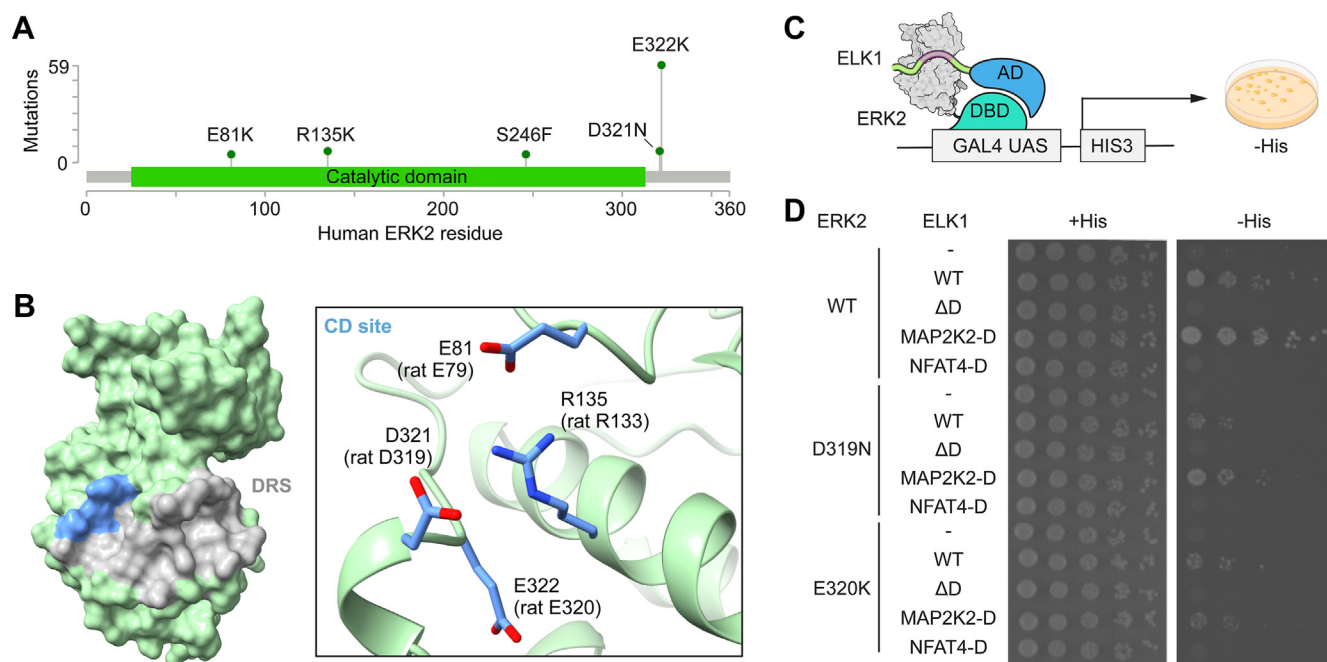 A
Mutations
59
0
E81K
R135K
S246F
D321N
E322K
Catalytic domain
0
100
200
300
360
Human ERK2 residue
B
DRS
CD site
E81
(rat E79)
R135
(rat R133)
D321
(rat D319)
E322
(rat E320)
C
ELK1
AD
DBD
ERK2
GAL4 UAS
HIS3
-His
D
ERK2
ELK1
+His
-His
WT
-
WT
ΔD
MAP2K2-D
NFAT4-D
D319N
-
WT
ΔD
MAP2K2-D
NFAT4-D
E320K
-
WT
ΔD
MAP2K2-D
NFAT4-D